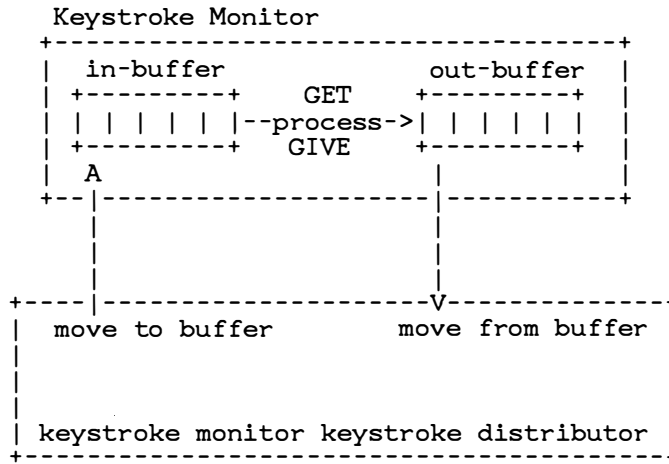 Keystroke Monitor
in-buffer out-buffer
GET
process
GIVE
move to buffer move from buffer
keystroke monitor keystroke distributor